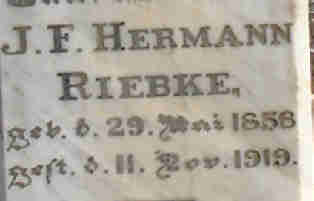 J. F. HERMANN
RIEBKE,
geb. d. 29. Mai 1856
gest. d. 11. Nov. 1919.